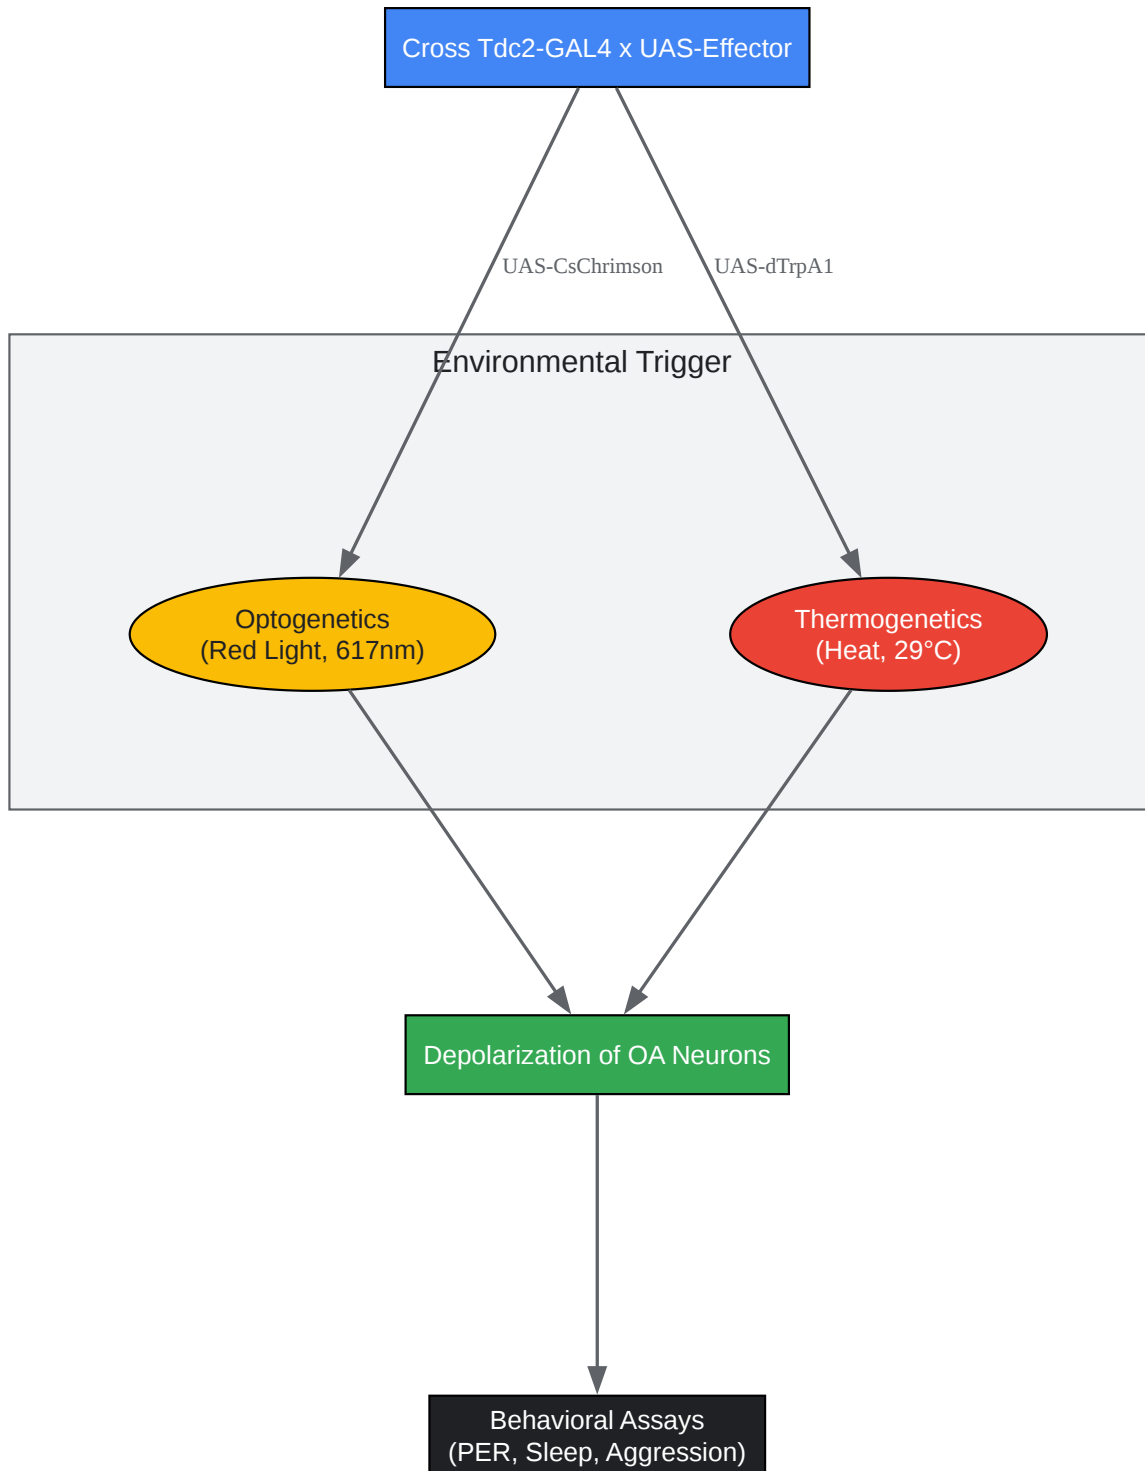 Cross Tdc2-GAL4 x UAS-Effector
UAS-CsChrimson
UAS-dTrpA1
Environmental Trigger
Optogenetics
(Red Light, 617nm)
Thermogenetics
(Heat, 29°C)
Depolarization of OA Neurons
Behavioral Assays
(PER, Sleep, Aggression)